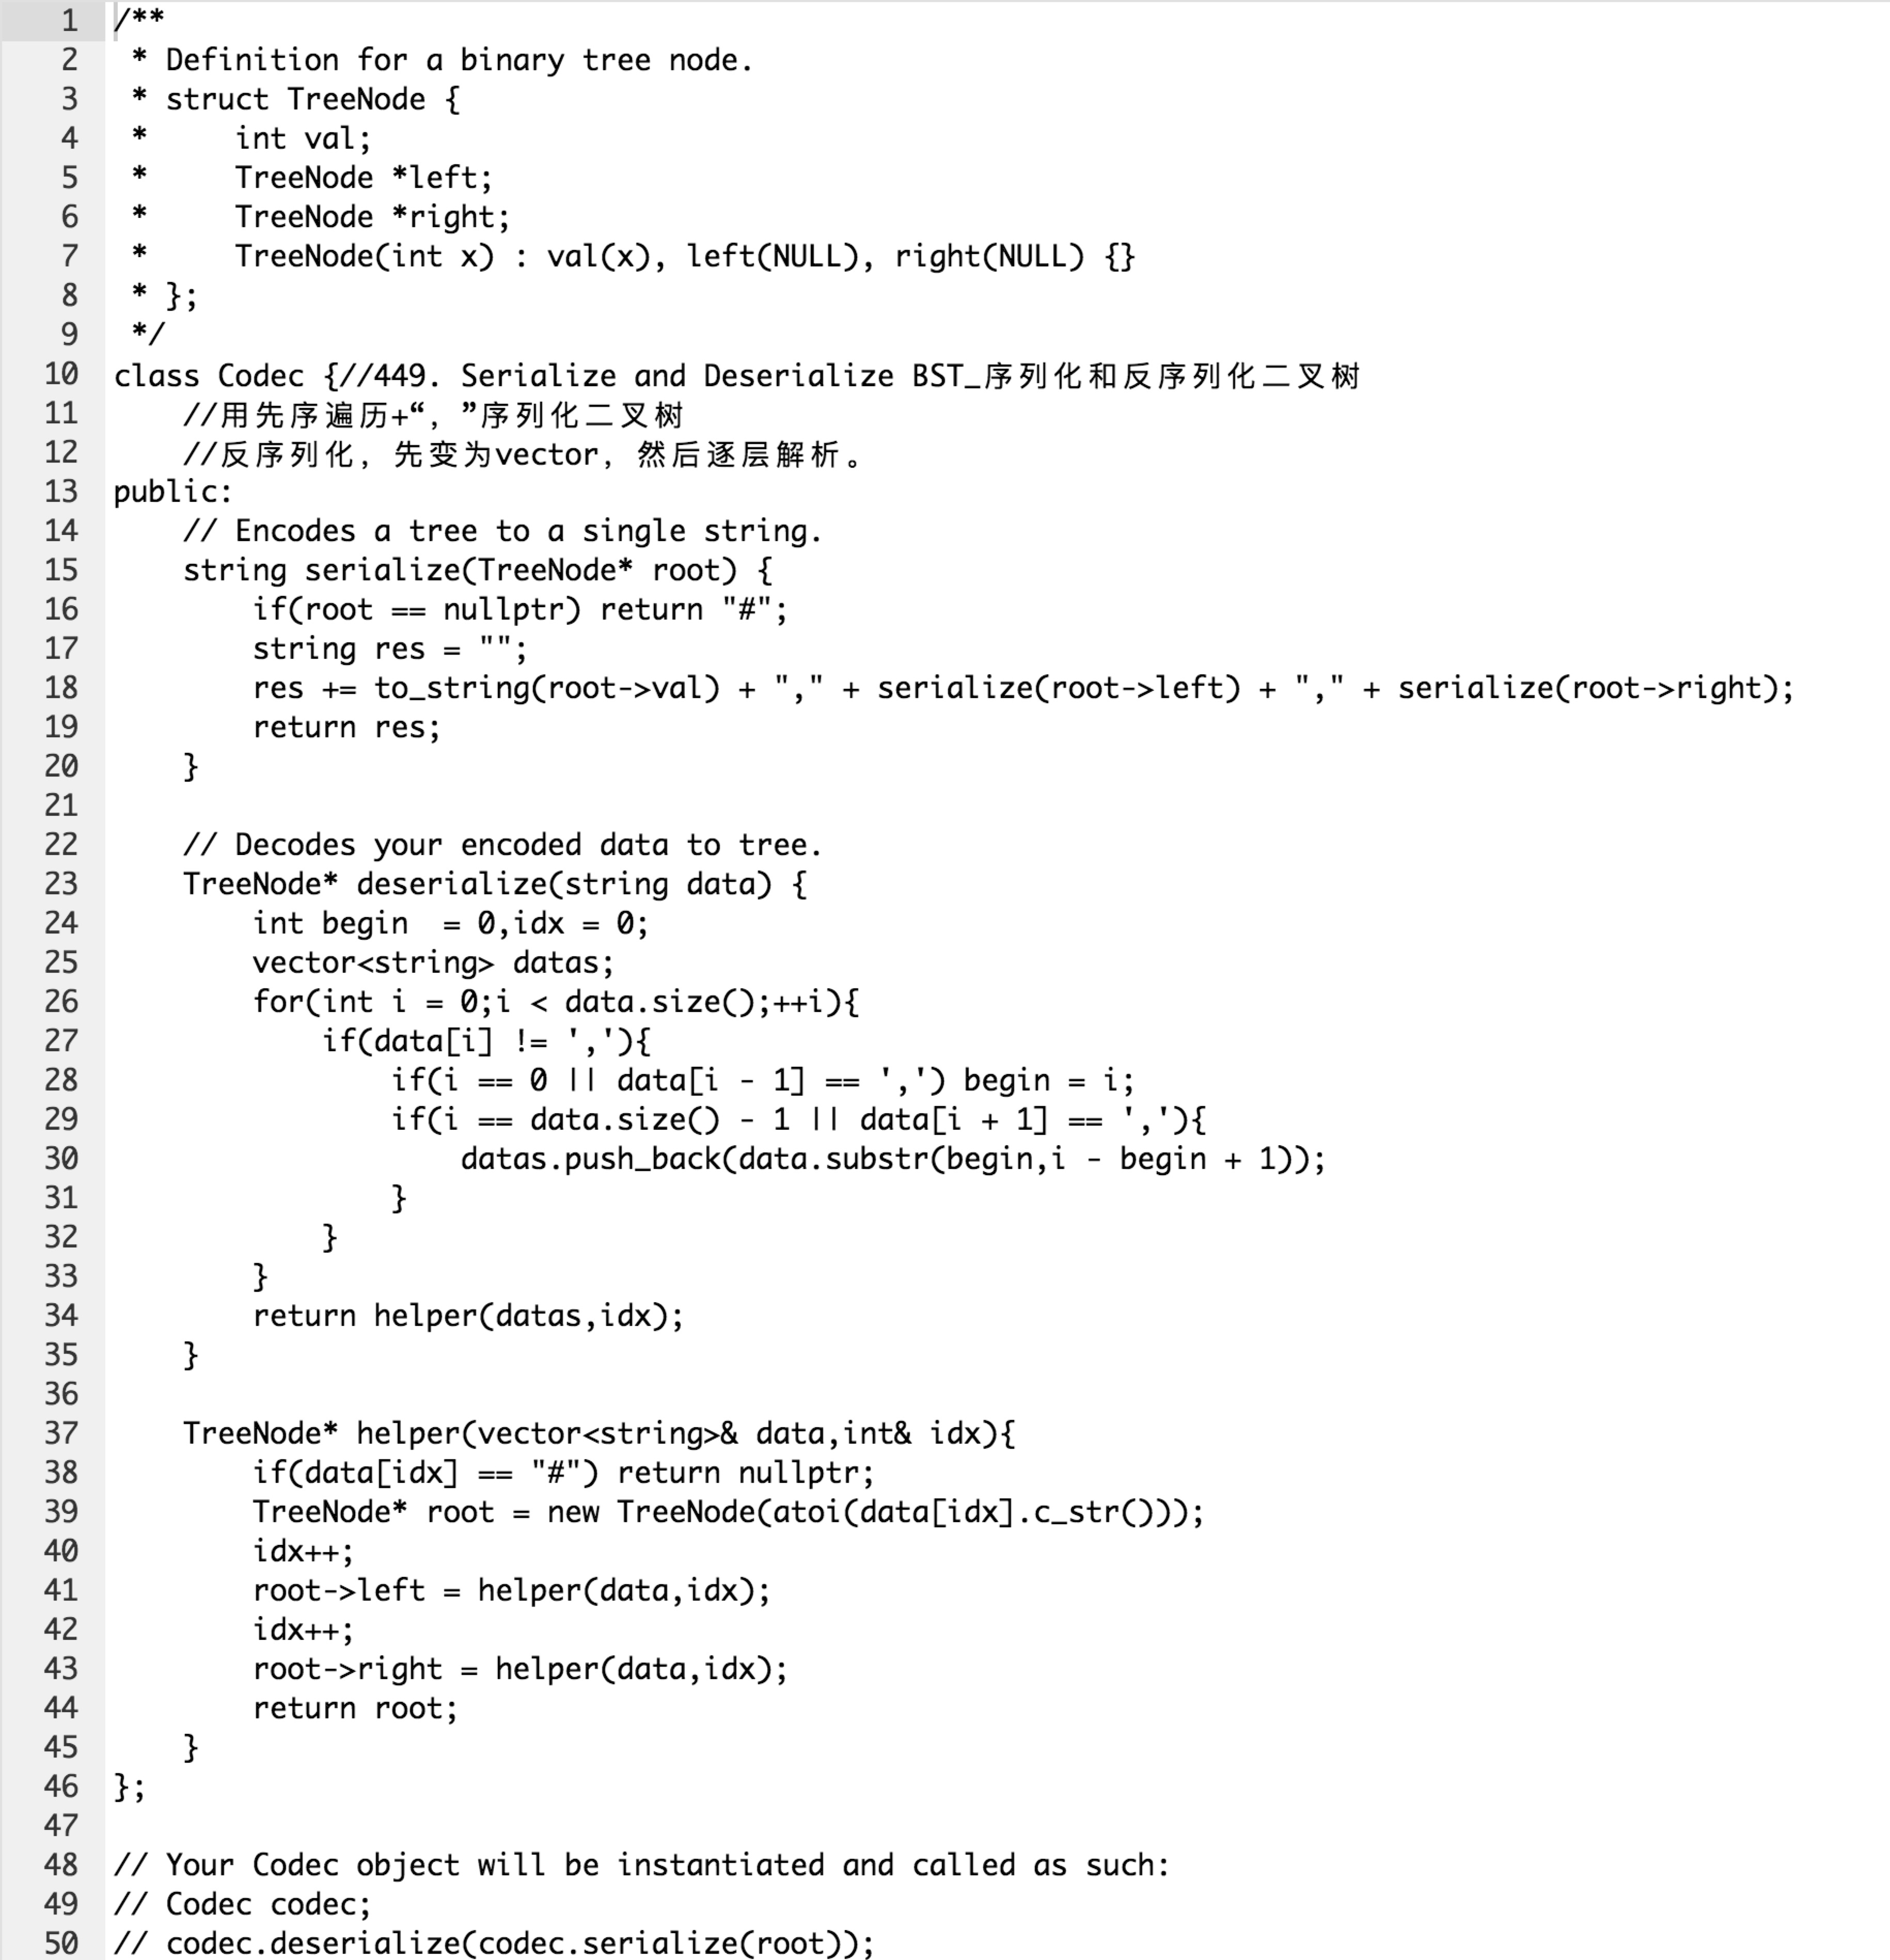 1 /**
2  * Definition for a binary tree node.
3  * struct TreeNode {
4  *     int val;
5  *     TreeNode *left;
6  *     TreeNode *right;
7  *     TreeNode(int x) : val(x), left(NULL), right(NULL) {}
8  * };
9  */
10 class Codec {//449. Serialize and Deserialize BST_序列化和反序列化二叉树
11     //用先序遍历+“，”序列化二叉树
12     //反序列化，先变为vector，然后逐层解析。
13 public:
14     // Encodes a tree to a single string.
15     string serialize(TreeNode* root) {
16         if(root == nullptr) return "#";
17         string res = "";
18         res += to_string(root->val) + "," + serialize(root->left) + "," + serialize(root->right);
19         return res;
20     }
21
22     // Decodes your encoded data to tree.
23     TreeNode* deserialize(string data) {
24         int begin  = 0,idx = 0;
25         vector<string> datas;
26         for(int i = 0;i < data.size();++i){
27             if(data[i] != ','){
28                 if(i == 0 || data[i - 1] == ',') begin = i;
29                 if(i == data.size() - 1 || data[i + 1] == ','){
30                     datas.push_back(data.substr(begin,i - begin + 1));
31                 }
32             }
33         }
34         return helper(datas,idx);
35     }
36
37     TreeNode* helper(vector<string>& data,int& idx){
38         if(data[idx] == "#") return nullptr;
39         TreeNode* root = new TreeNode(atoi(data[idx].c_str()));
40         idx++;
41         root->left = helper(data,idx);
42         idx++;
43         root->right = helper(data,idx);
44         return root;
45     }
46 };
47
48 // Your Codec object will be instantiated and called as such:
49 // Codec codec;
50 // codec.deserialize(codec.serialize(root));